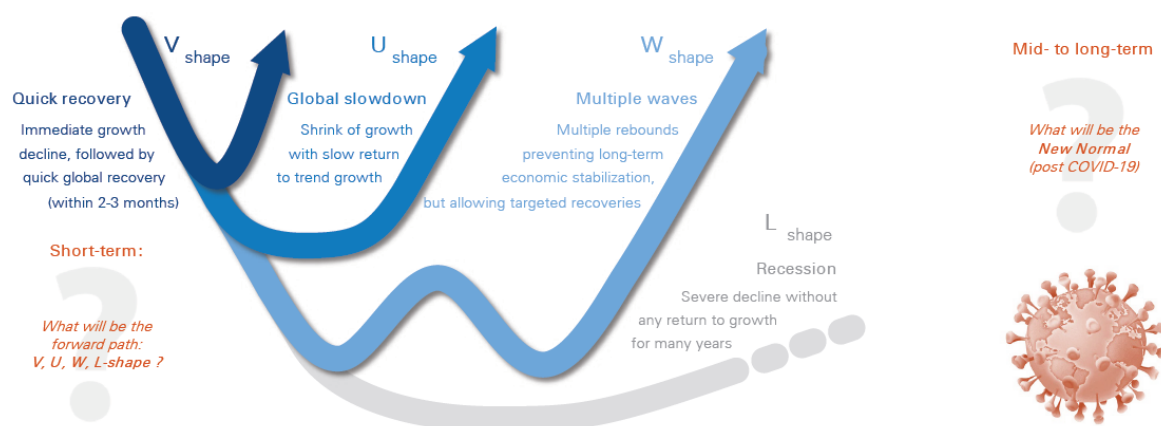 V shape
Quick recovery
Immediate growth
decline, followed by
quick global recovery
(within 2-3 months)
U shape
Global slowdown
Shrink of growth
with slow return
to trend growth
W shape
Multiple waves
Multiple rebounds
preventing long-term
economic stabilization,
but allowing targeted recoveries
L shape
Recession
Severe decline without
any return to growth
for many years
Short-term:
?
What will be the
forward path:
V, U, W, L-shape ?
Mid- to long-term
?
What will be the
New Normal
(post COVID-19)